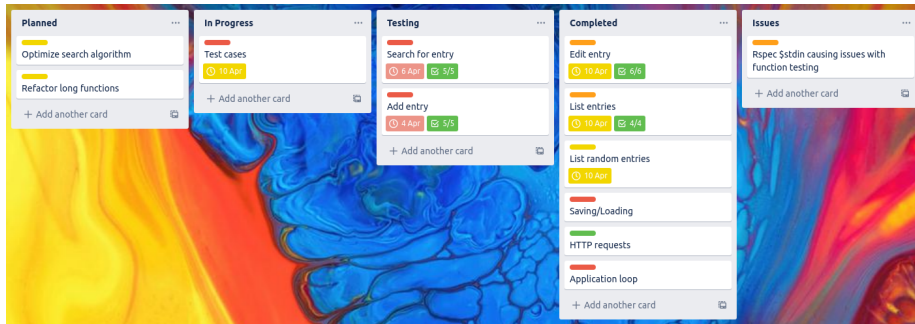 Planned
Optimize search algorithm
Refactor long functions
+ Add another card
In Progress
Test cases
10 Apr
+ Add another card
Testing
Search for entry
6 Apr 5/5
Add entry
4 Apr 5/5
+ Add another card
Completed
Edit entry
10 Apr 6/6
List entries
10 Apr 4/4
List random entries
10 Apr
Saving/Loading
HTTP requests
Application loop
+ Add another card
Issues
Rspec $stdin causing issues with
function testing
+ Add another card